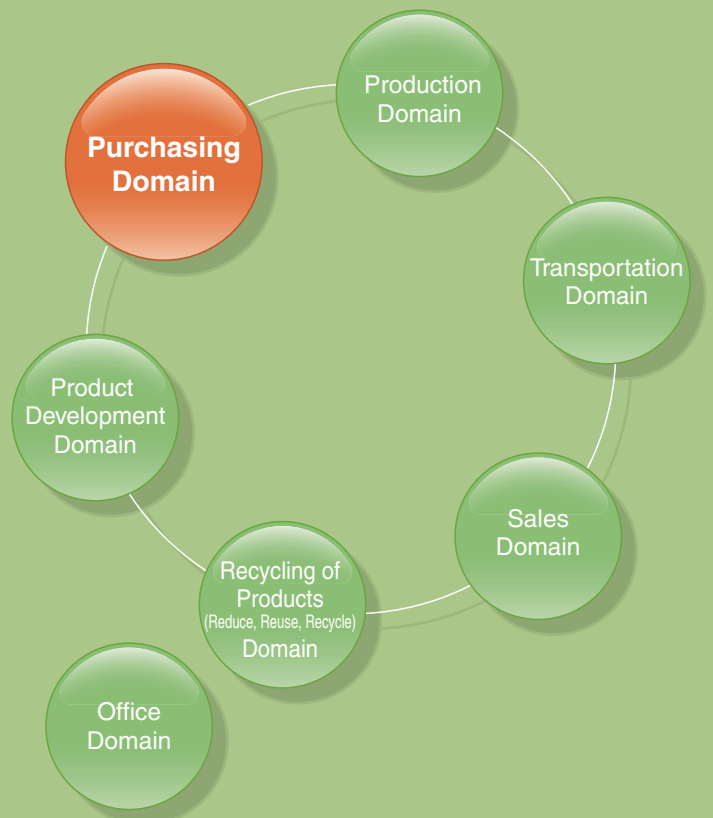 Production
Domain
Purchasing
Domain
Transportation
Domain
Product
Development
Domain
Sales
Domain
Recycling of
Products
(Reduce, Reuse, Recycle)
Domain
Office
Domain